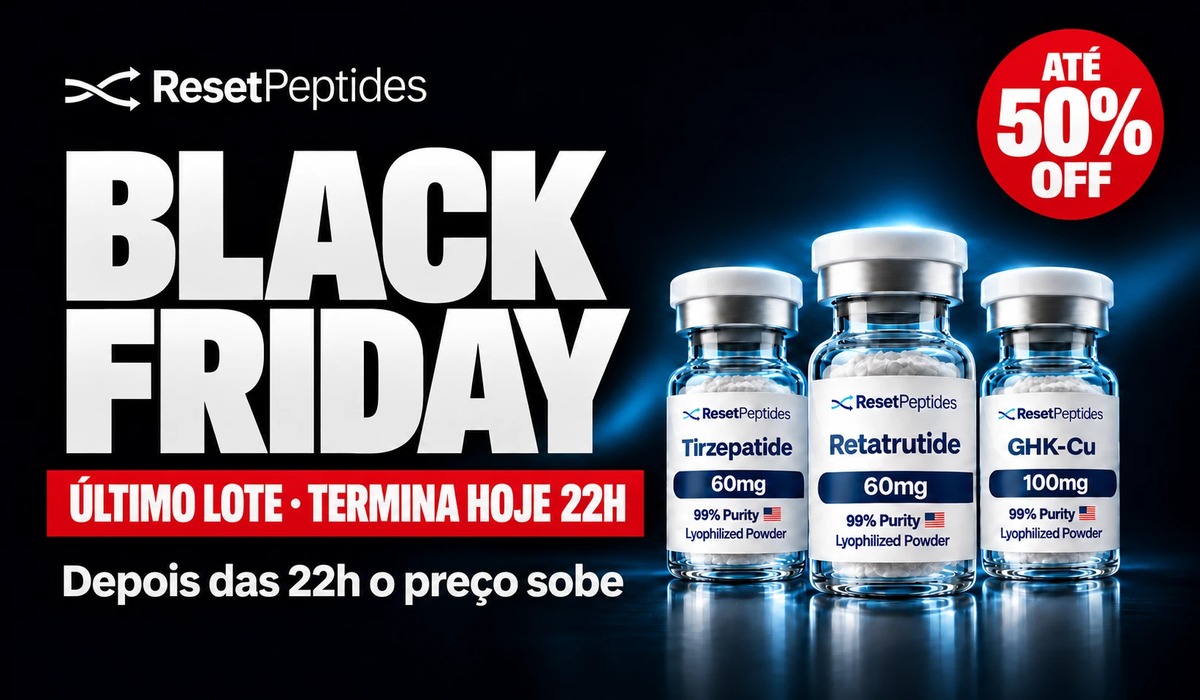 ResetPeptides
BLACK
FRIDAY
ÚLTIMO LOTE · TERMINA HOJE 22H
Depois das 22h o preço sobe
ATÉ
50%
OFF
ResetPeptides
Tirzepatide
60mg
99% Purity
Lyophilized Powder
ResetPeptides
Retatrutide
60mg
99% Purity
Lyophilized Powder
ResetPeptides
GHK-Cu
100mg
99% Purity
Lyophilized Powder